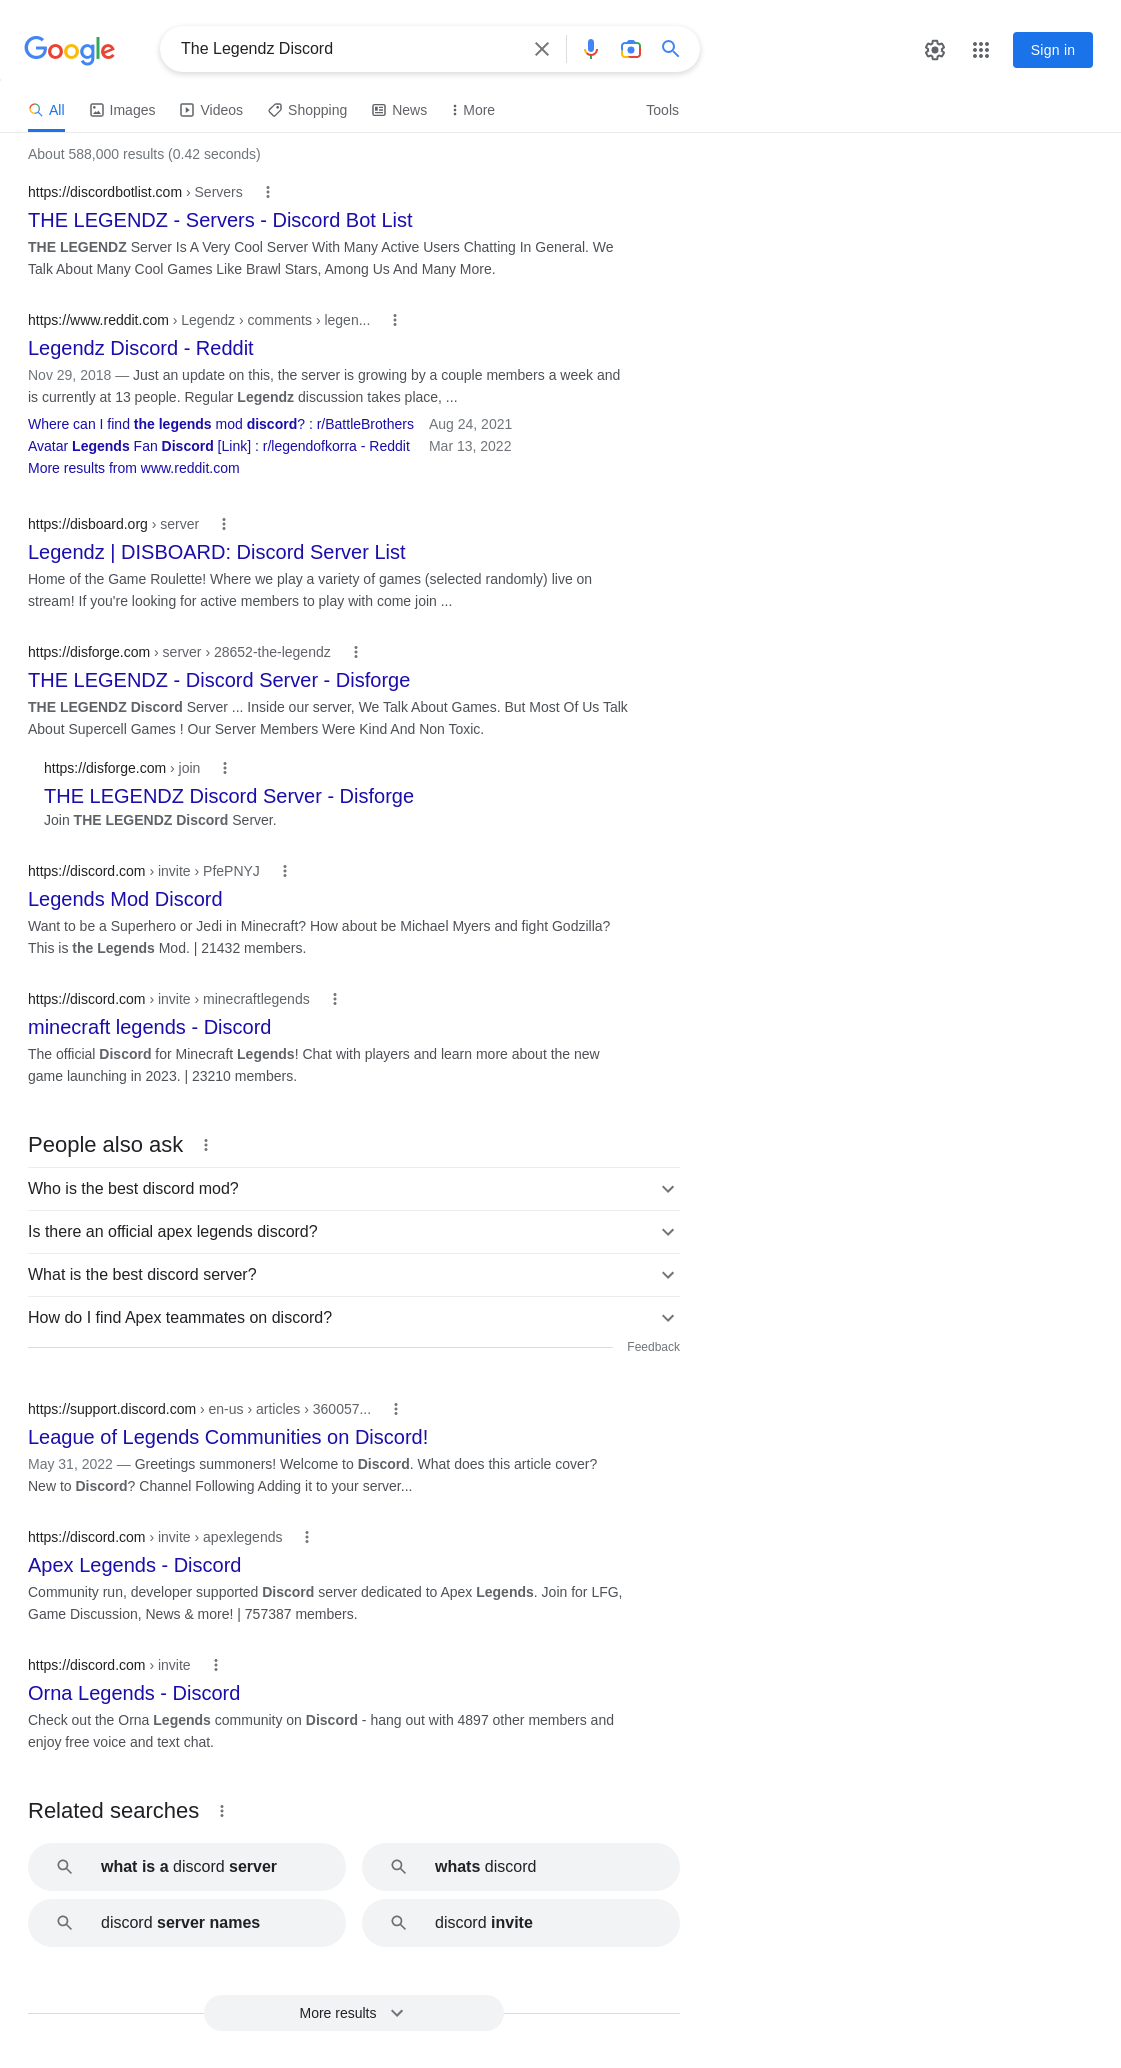 Google
The Legendz Discord
Sign in
All Images Videos Shopping News More Tools
About 588,000 results (0.42 seconds)
https://discordbotlist.com › Servers
THE LEGENDZ - Servers - Discord Bot List
THE LEGENDZ Server Is A Very Cool Server With Many Active Users Chatting In General. We
Talk About Many Cool Games Like Brawl Stars, Among Us And Many More.
https://www.reddit.com › Legendz › comments › legen...
Legendz Discord - Reddit
Nov 29, 2018 — Just an update on this, the server is growing by a couple members a week and
is currently at 13 people. Regular Legendz discussion takes place, ...
Where can I find the legends mod discord? : r/BattleBrothers Aug 24, 2021
Avatar Legends Fan Discord [Link] : r/legendofkorra - Reddit Mar 13, 2022
More results from www.reddit.com
https://disboard.org › server
Legendz | DISBOARD: Discord Server List
Home of the Game Roulette! Where we play a variety of games (selected randomly) live on
stream! If you're looking for active members to play with come join ...
https://disforge.com › server › 28652-the-legendz
THE LEGENDZ - Discord Server - Disforge
THE LEGENDZ Discord Server ... Inside our server, We Talk About Games. But Most Of Us Talk
About Supercell Games ! Our Server Members Were Kind And Non Toxic.
https://disforge.com › join
THE LEGENDZ Discord Server - Disforge
Join THE LEGENDZ Discord Server.
https://discord.com › invite › PfePNYJ
Legends Mod Discord
Want to be a Superhero or Jedi in Minecraft? How about be Michael Myers and fight Godzilla?
This is the Legends Mod. | 21432 members.
https://discord.com › invite › minecraftlegends
minecraft legends - Discord
The official Discord for Minecraft Legends! Chat with players and learn more about the new
game launching in 2023. | 23210 members.
People also ask
Who is the best discord mod?
Is there an official apex legends discord?
What is the best discord server?
How do I find Apex teammates on discord?
Feedback
https://support.discord.com › en-us › articles › 360057...
League of Legends Communities on Discord!
May 31, 2022 — Greetings summoners! Welcome to Discord. What does this article cover?
New to Discord? Channel Following Adding it to your server...
https://discord.com › invite › apexlegends
Apex Legends - Discord
Community run, developer supported Discord server dedicated to Apex Legends. Join for LFG,
Game Discussion, News & more! | 757387 members.
https://discord.com › invite
Orna Legends - Discord
Check out the Orna Legends community on Discord - hang out with 4897 other members and
enjoy free voice and text chat.
Related searches
what is a discord server
whats discord
discord server names
discord invite
More results